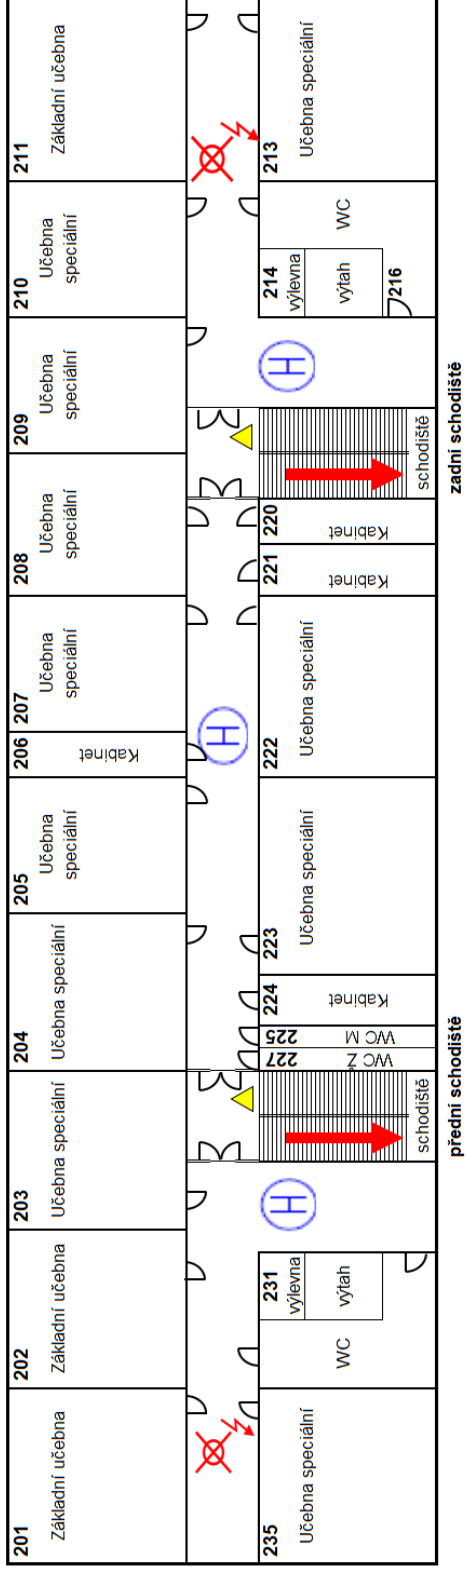 201
Základní učebna
202
Základní učebna
203
Učebna speciální
204
Učebna speciální
205
Učebna
speciální
206
Kabinet
207
Učebna
speciální
208
Učebna
speciální
209
Učebna
speciální
210
Učebna
speciální
211
Základní učebna
H
H
H
235
Učebna speciální
WC
231
výlevna
výtah
schodiště
227
WC Ž
225
WC M
224
Kabinet
223
Učebna speciální
222
Učebna speciální
221
Kabinet
220
Kabinet
schodiště
214
výlevna
výtah
216
WC
213
Učebna speciální
přední schodiště
zadní schodiště